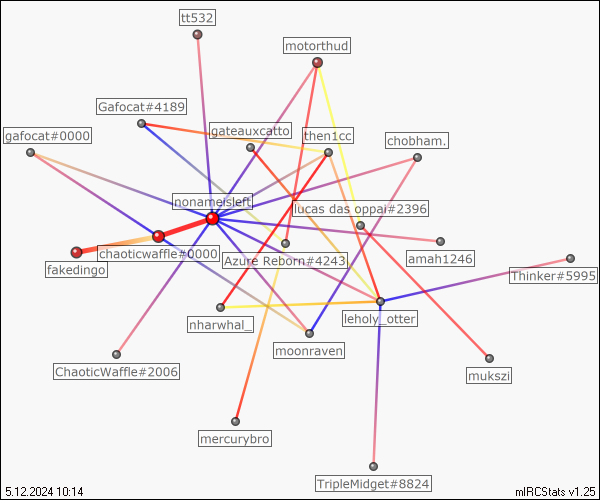 tt532
motorthud
Gafocat#4189
gafocat#0000
gateauxcatto
then1cc
chobham.
nonameisleft
lucas das oppai#2396
chaoticwaffle#0000
Azure Reborn#4243
amah1246
fakedingo
Thinker#5995
nharwhal_
leholy_otter
moonraven
ChaoticWaffle#2006
mukszi
mercurybro
TripleMidget#8824
5.12.2024 10:14
mIRCStats v1.25